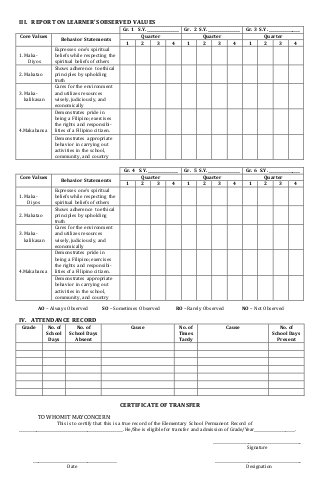 III. REPORT ON LEARNER'S OBSERVED VALUES
Gr. 1 S.Y.____________ Gr. 2 S.Y.____________ Gr. 3 S.Y.____________
Core Values Behavior Statements Quarter Quarter Quarter
1 2 3 4 1 2 3 4 1 2 3 4
1. Maka-Diyos
Expresses one's spiritual
beliefs while respecting the
spiritual beliefs of others
2. Makatao
Shows adherence to ethical
principles by upholding
truth
3. Maka-kalikasan
Cares for the environment
and utilizes resources
wisely, judiciously, and
economically
4.Makabansa
Demonstrates pride in
being a Filipino; exercises
the rights and responsibi-
lities of a Filipino citizen.
Demonstrates appropriate
behavior in carrying out
activities in the school,
community, and country
Gr. 4 S.Y.____________ Gr. 5 S.Y.____________ Gr. 6 S.Y.____________
Core Values Behavior Statements Quarter Quarter Quarter
1 2 3 4 1 2 3 4 1 2 3 4
1. Maka-Diyos
Expresses one's spiritual
beliefs while respecting the
spiritual beliefs of others
2. Makatao
Shows adherence to ethical
principles by upholding
truth
3. Maka-kalikasan
Cares for the environment
and utilizes resources
wisely, judiciously, and
economically
4.Makabansa
Demonstrates pride in
being a Filipino; exercises
the rights and responsibi-
lities of a Filipino citizen.
Demonstrates appropriate
behavior in carrying out
activities in the school,
community, and country
AO – Always Observed SO – Sometimes Observed RO – Rarely Observed NO – Not Observed
IV. ATTENDANCE RECORD
Grade No. of School Days No. of School Days Absent Cause No. of Times Tardy Cause No. of School Days Present
CERTIFICATE OF TRANSFER
TO WHOM IT MAY CONCERN:
This is to certify that this is a true record of the Elementary School Permanent Record of
____________________. He/She is eligible for transfer and admission of Grade/Year____________.
Signature
Date Designation